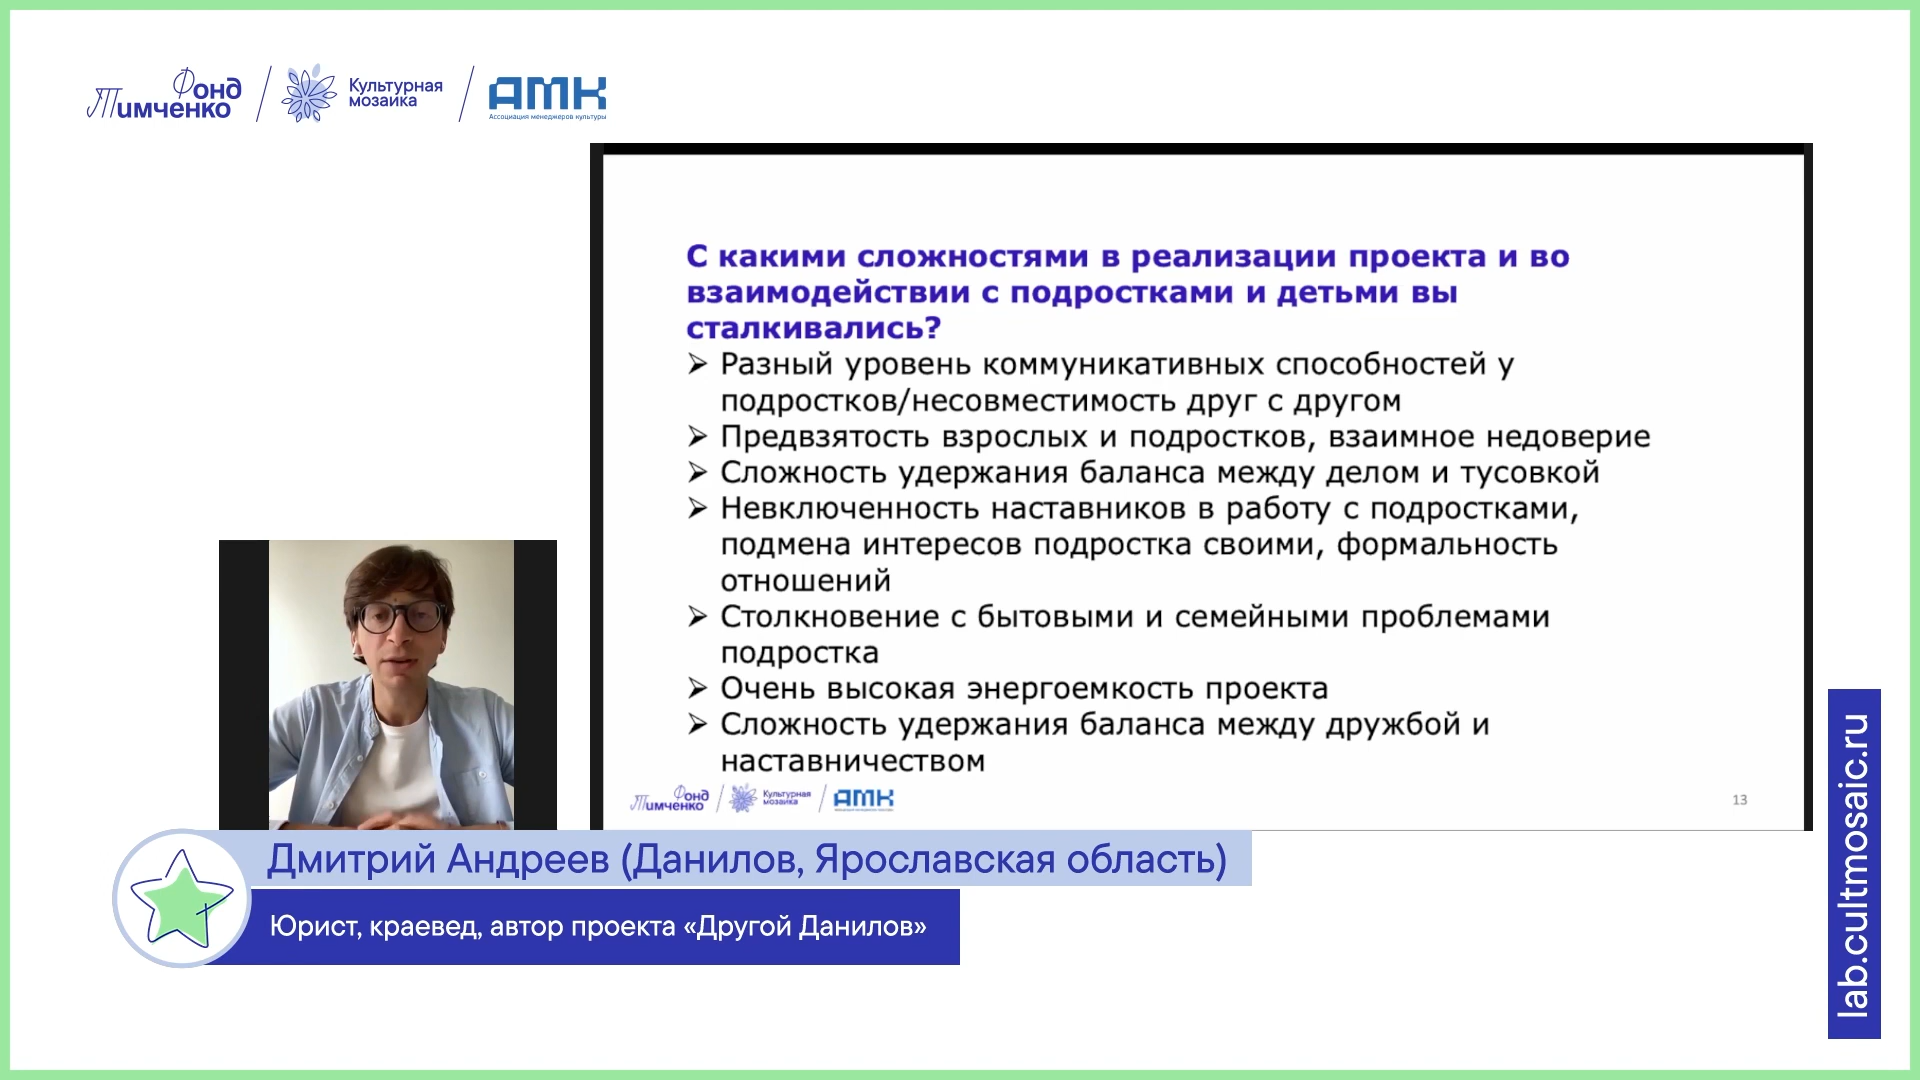 Фонд
Тимченко
Культурная
мозаика
АМК
Ассоциация менеджеров культуры
С какими сложностями в реализации проекта и во
взаимодействии с подростками и детьми вы
сталкивались?
➢ Разный уровень коммуникативных способностей у
подростков/несовместимость друг с другом
➢ Предвзятость взрослых и подростков, взаимное недоверие
➢ Сложность удержания баланса между делом и тусовкой
➢ Невключенность наставников в работу с подростками,
подмена интересов подростка своими, формальность
отношений
➢ Столкновение с бытовыми и семейными проблемами
подростка
➢ Очень высокая энергоемкость проекта
➢ Сложность удержания баланса между дружбой и
наставничеством
Фонд
Тимченко
Культурная
мозаика
АМК
13
Дмитрий Андреев (Данилов, Ярославская область)
Юрист, краевед, автор проекта «Другой Данилов»
lab.cultmosaic.ru